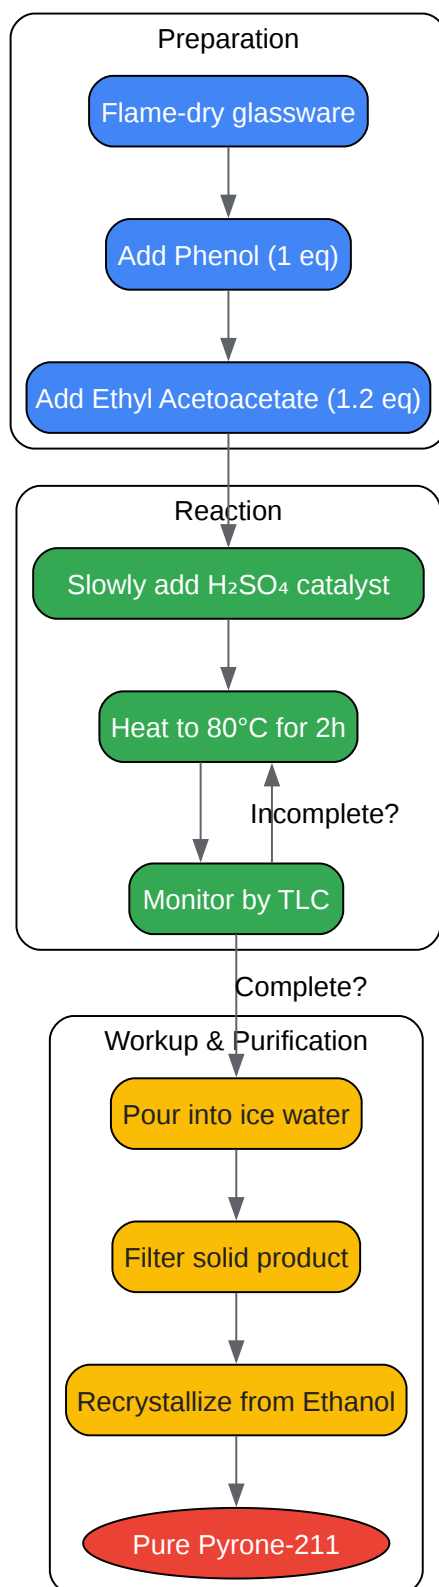 Preparation
Flame-dry glassware
Add Phenol (1 eq)
Add Ethyl Acetoacetate (1.2 eq)
Reaction
Slowly add H₂SO₄ catalyst
Heat to 80°C for 2h
Incomplete?
Monitor by TLC
Complete?
Workup & Purification
Pour into ice water
Filter solid product
Recrystallize from Ethanol
Pure Pyrone-211